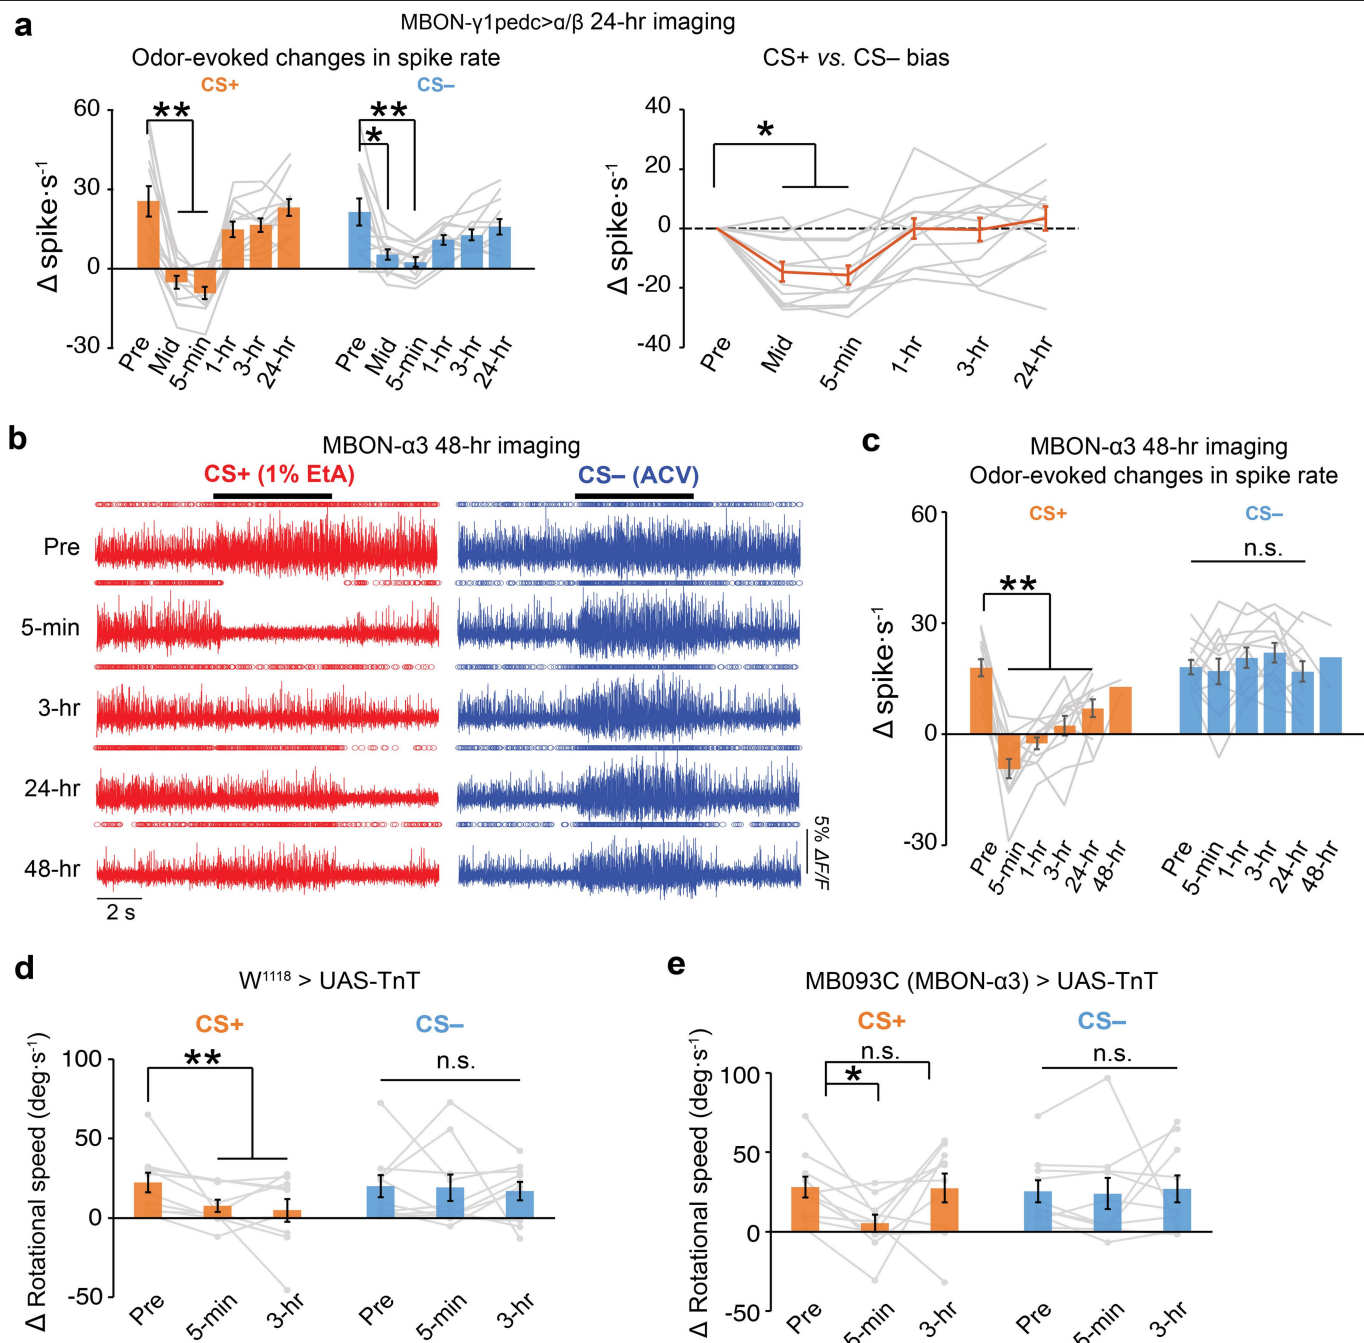 a
MBON-γ1pedc>α/β 24-hr imaging
Odor-evoked changes in spike rate
CS+ CS–
Δ spike·s-1
60
30
0
-30
**
** 
*
Pre Mid 5-min 1-hr 3-hr 24-hr
Pre Mid 5-min 1-hr 3-hr 24-hr
CS+ vs. CS– bias
Δ spike·s-1
40
20
0
-20
-40
*
Pre Mid 5-min 1-hr 3-hr 24-hr
b
MBON-α3 48-hr imaging
CS+ (1% EtA) CS– (ACV)
Pre
5-min
3-hr
24-hr
48-hr
5% ΔF/F
2 s
c
MBON-α3 48-hr imaging
Odor-evoked changes in spike rate
CS+ CS–
Δ spike·s-1
60
30
0
-30
**
n.s.
Pre 5-min 1-hr 3-hr 24-hr 48-hr
Pre 5-min 1-hr 3-hr 24-hr 48-hr
d
W1118 > UAS-TnT
CS+ CS–
Δ Rotational speed (deg·s-1)
100
50
0
-50
**
n.s.
Pre 5-min 3-hr
Pre 5-min 3-hr
e
MB093C (MBON-α3) > UAS-TnT
CS+ CS–
Δ Rotational speed (deg·s-1)
100
50
0
-50
n.s.
*
n.s.
Pre 5-min 3-hr
Pre 5-min 3-hr